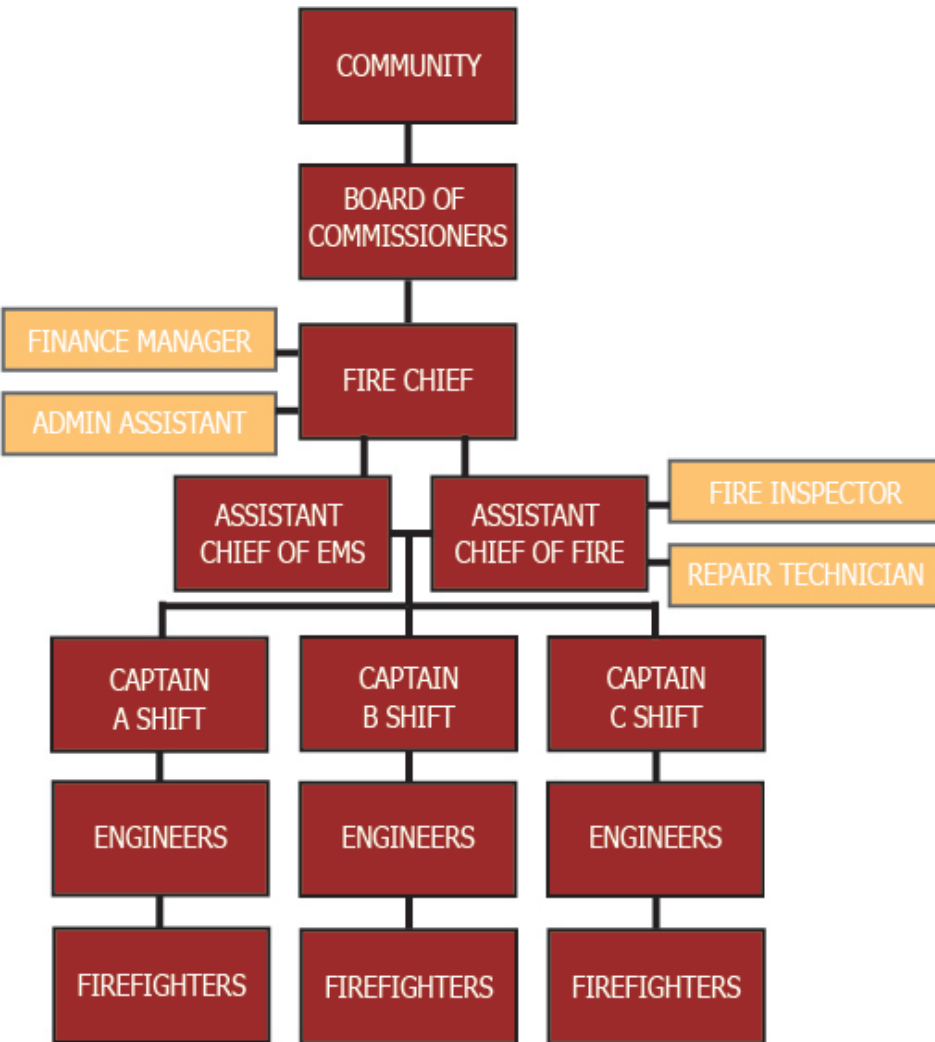 COMMUNITY
BOARD OF
COMMISSIONERS
FINANCE MANAGER
FIRE CHIEF
ADMIN ASSISTANT
ASSISTANT
CHIEF OF EMS
ASSISTANT
CHIEF OF FIRE
FIRE INSPECTOR
REPAIR TECHNICIAN
CAPTAIN
A SHIFT
CAPTAIN
B SHIFT
CAPTAIN
C SHIFT
ENGINEERS
ENGINEERS
ENGINEERS
FIREFIGHTERS
FIREFIGHTERS
FIREFIGHTERS